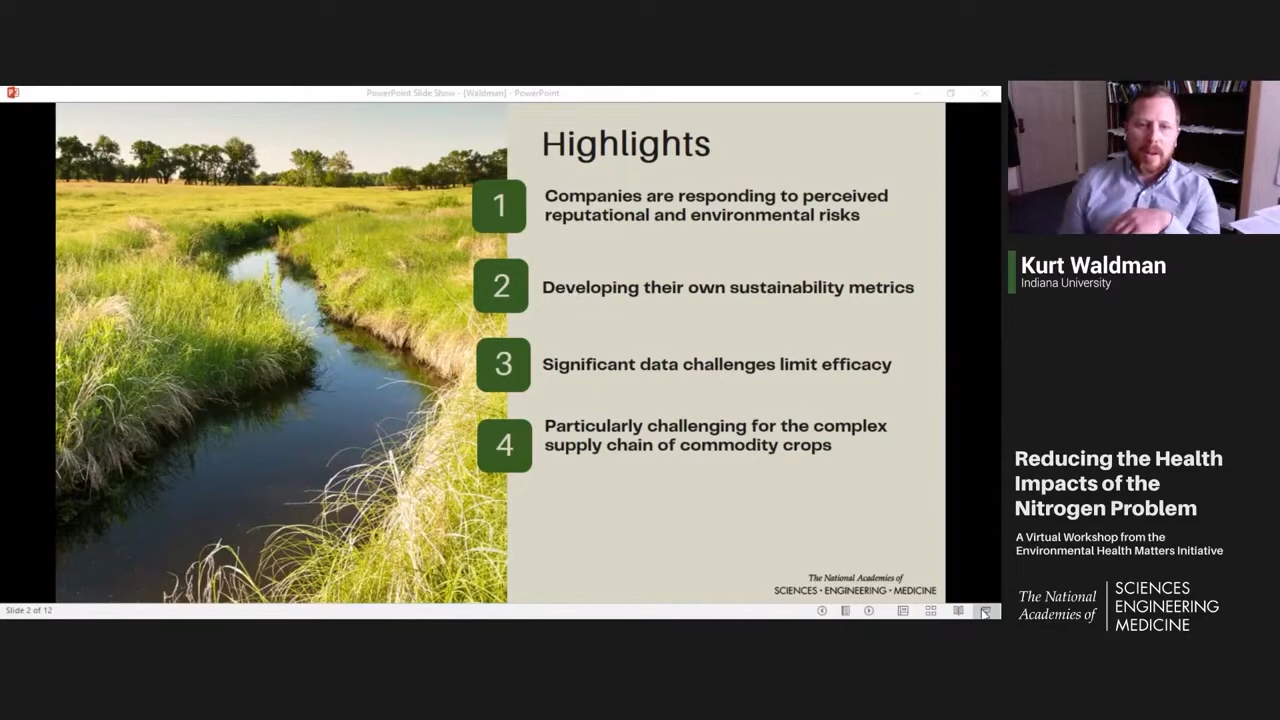 PowerPoint Slide Show - [Waldman] - PowerPoint
Highlights
1
Companies are responding to perceived
reputational and environmental risks
2
Developing their own sustainability metrics
3
Significant data challenges limit efficacy
4
Particularly challenging for the complex
supply chain of commodity crops
The National Academies of
SCIENCES • ENGINEERING • MEDICINE
Slide 2 of 12
Kurt Waldman
Indiana University
Reducing the Health
Impacts of the
Nitrogen Problem
A Virtual Workshop from the
Environmental Health Matters Initiative
The National
Academies of
SCIENCES
ENGINEERING
MEDICINE